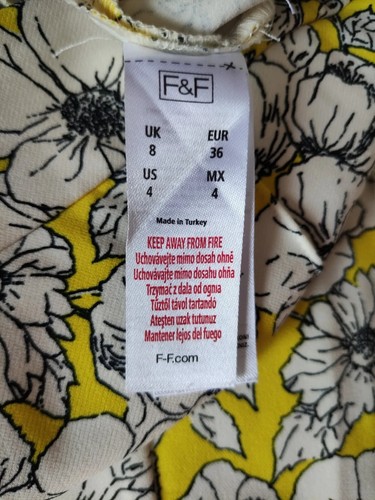 F&F
UK EUR
8 36
US MX
4 4
Made in Turkey
KEEP AWAY FROM FIRE
Uchovávejte mimo dosah ohně
Uchovávejte mimo dosahu ohňa
Trzymać z dala od ognia
Tűztől távol tartandó
Ateşten uzak tutunuz
Mantener lejos del fuego
F-F.com